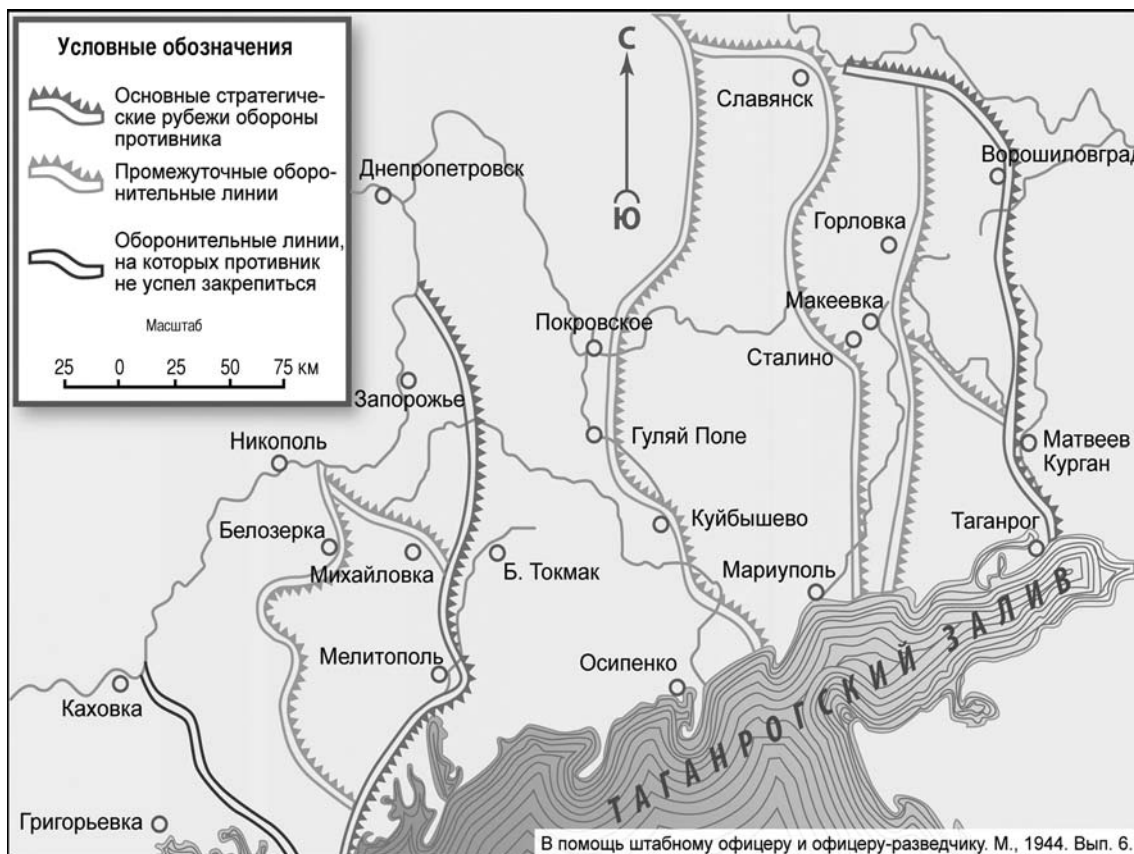 Условные обозначения
Основные стратегиче-
ские рубежи обороны
противника
Промежуточные оборо-
нительные линии
Оборонительные линии,
на которых противник
не успел закрепиться
Масштаб
25 0 25 50 75 км
С
Ю
Славянск
Ворошиловград
Днепропетровск
Горловка
Макеевка
Покровское
Сталино
Запорожье
Гуляй Поле
Матвеев
Курган
Никополь
Куйбышево
Таганрог
Белозерка
Михайловка
Б. Токмак
Мариуполь
Мелитополь
Осипенко
Каховка
ТАГАНРОГСКИЙ ЗАЛИВ
Григорьевка
В помощь штабному офицеру и офицеру-разведчику. М., 1944. Вып. 6.